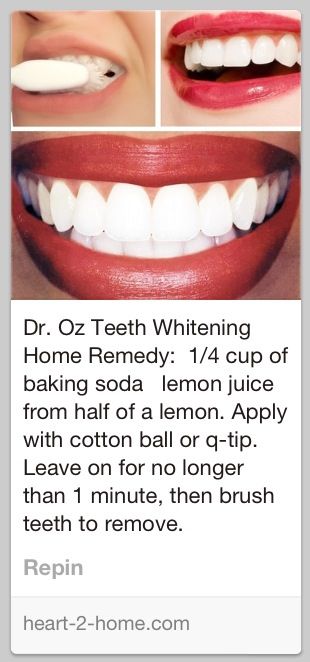 Dr. Oz Teeth Whitening
Home Remedy:  1/4 cup of
baking soda   lemon juice
from half of a lemon. Apply
with cotton ball or q-tip.
Leave on for no longer
than 1 minute, then brush
teeth to remove.
Repin
heart-2-home.com